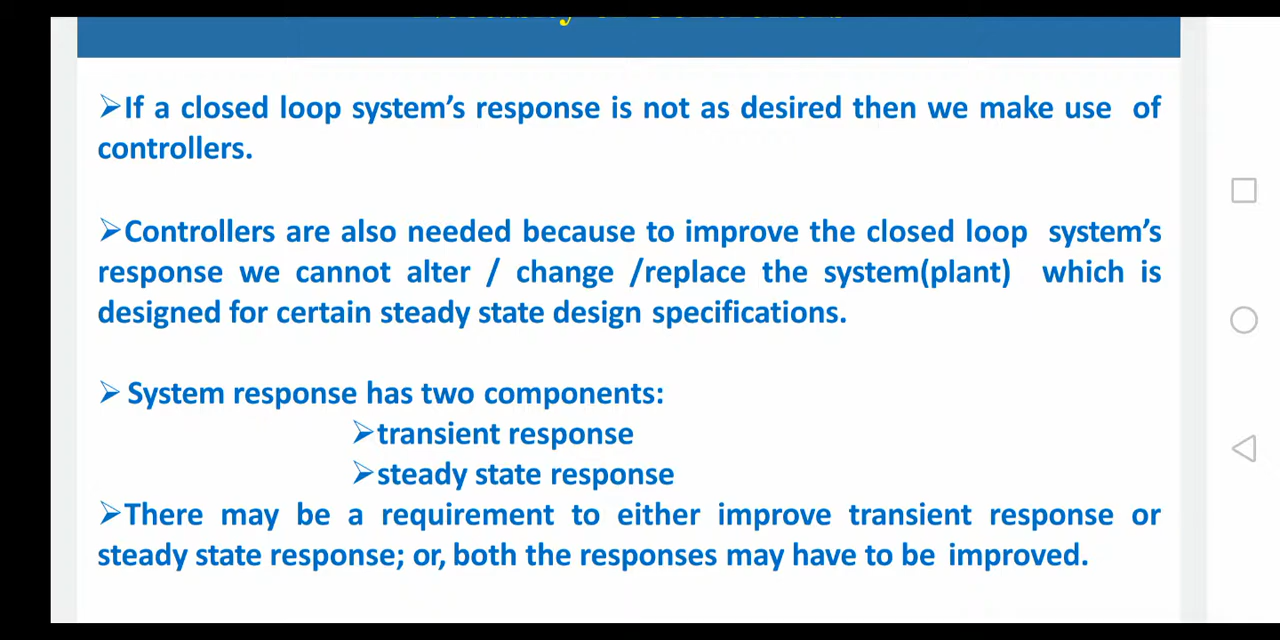 ➢If a closed loop system's response is not as desired then we make use of
controllers.
➢Controllers are also needed because to improve the closed loop system's
response we cannot alter / change /replace the system(plant) which is
designed for certain steady state design specifications.
➢ System response has two components:
➢transient response
➢steady state response
➢There may be a requirement to either improve transient response or
steady state response; or, both the responses may have to be improved.